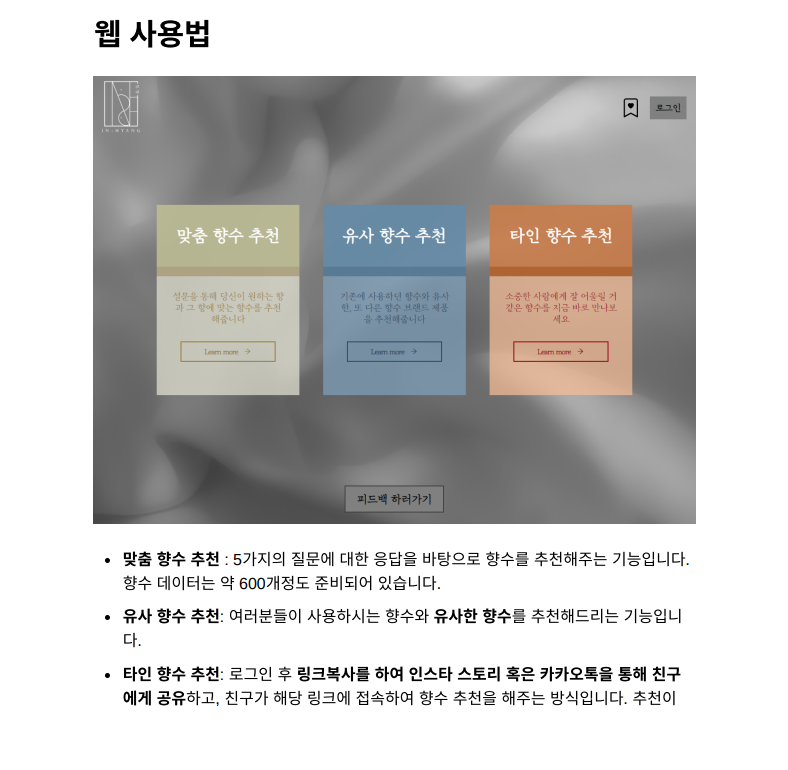 웹 사용법
IN-HYANG
로그인
맞춤 향수 추천
설문을 통해 당신이 원하는 향
과 그 향에 맞는 향수를 추천
해줍니다
Learn more →
유사 향수 추천
기존에 사용하던 향수와 유사
한, 또 다른 향수 브랜드 제품
을 추천해줍니다
Learn more →
타인 향수 추천
소중한 사람에게 잘 어울릴 거
같은 향수를 지금 바로 만나보
세요
Learn more →
피드백 하러가기
• 맞춤 향수 추천 : 5가지의 질문에 대한 응답을 바탕으로 향수를 추천해주는 기능입니다.
향수 데이터는 약 600개정도 준비되어 있습니다.
• 유사 향수 추천: 여러분들이 사용하시는 향수와 유사한 향수를 추천해드리는 기능입니
다.
• 타인 향수 추천: 로그인 후 링크복사를 하여 인스타 스토리 혹은 카카오톡을 통해 친구
에게 공유하고, 친구가 해당 링크에 접속하여 향수 추천을 해주는 방식입니다. 추천이